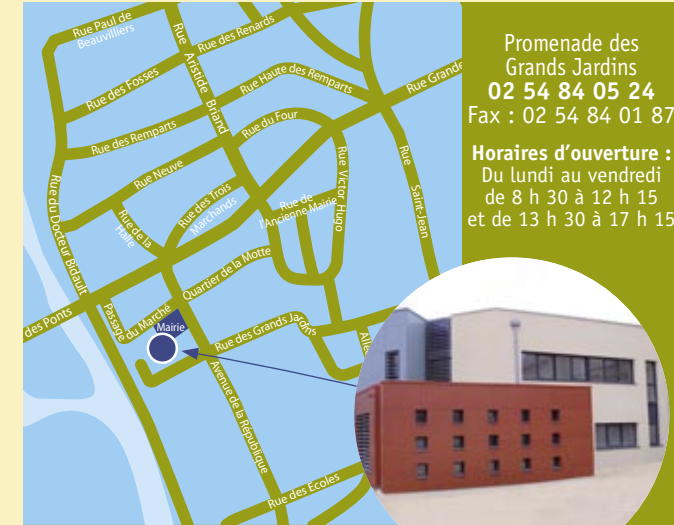 Rue Paul de
Beauvilliers
Rue des Renards
Rue Aristide Briand
Rue des Fosses
Rue Haute des Remparts
Rue Grande
Rue des Remparts
Rue du Four
Rue Neuve
Rue Victor Hugo
Rue Saint-Jean
Rue du Docteur Bidault
Rue de la
Halle
Rue des Trois
Marchands
Rue de
l'Ancienne Mairie
Quartier de la Motte
des Ponts
Passage
du Marché
Mairie
Rue des Grands Jardins
Allé
Avenue de la République
Rue des Ecoles
Promenade des
Grands Jardins
02 54 84 05 24
Fax : 02 54 84 01 87
Horaires d'ouverture :
Du lundi au vendredi
de 8 h 30 à 12 h 15
et de 13 h 30 à 17 h 15